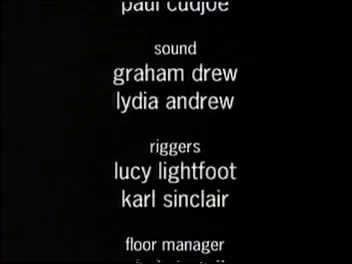 paul cudjoe
sound
graham drew
lydia andrew
riggers
lucy lightfoot
karl sinclair
floor manager